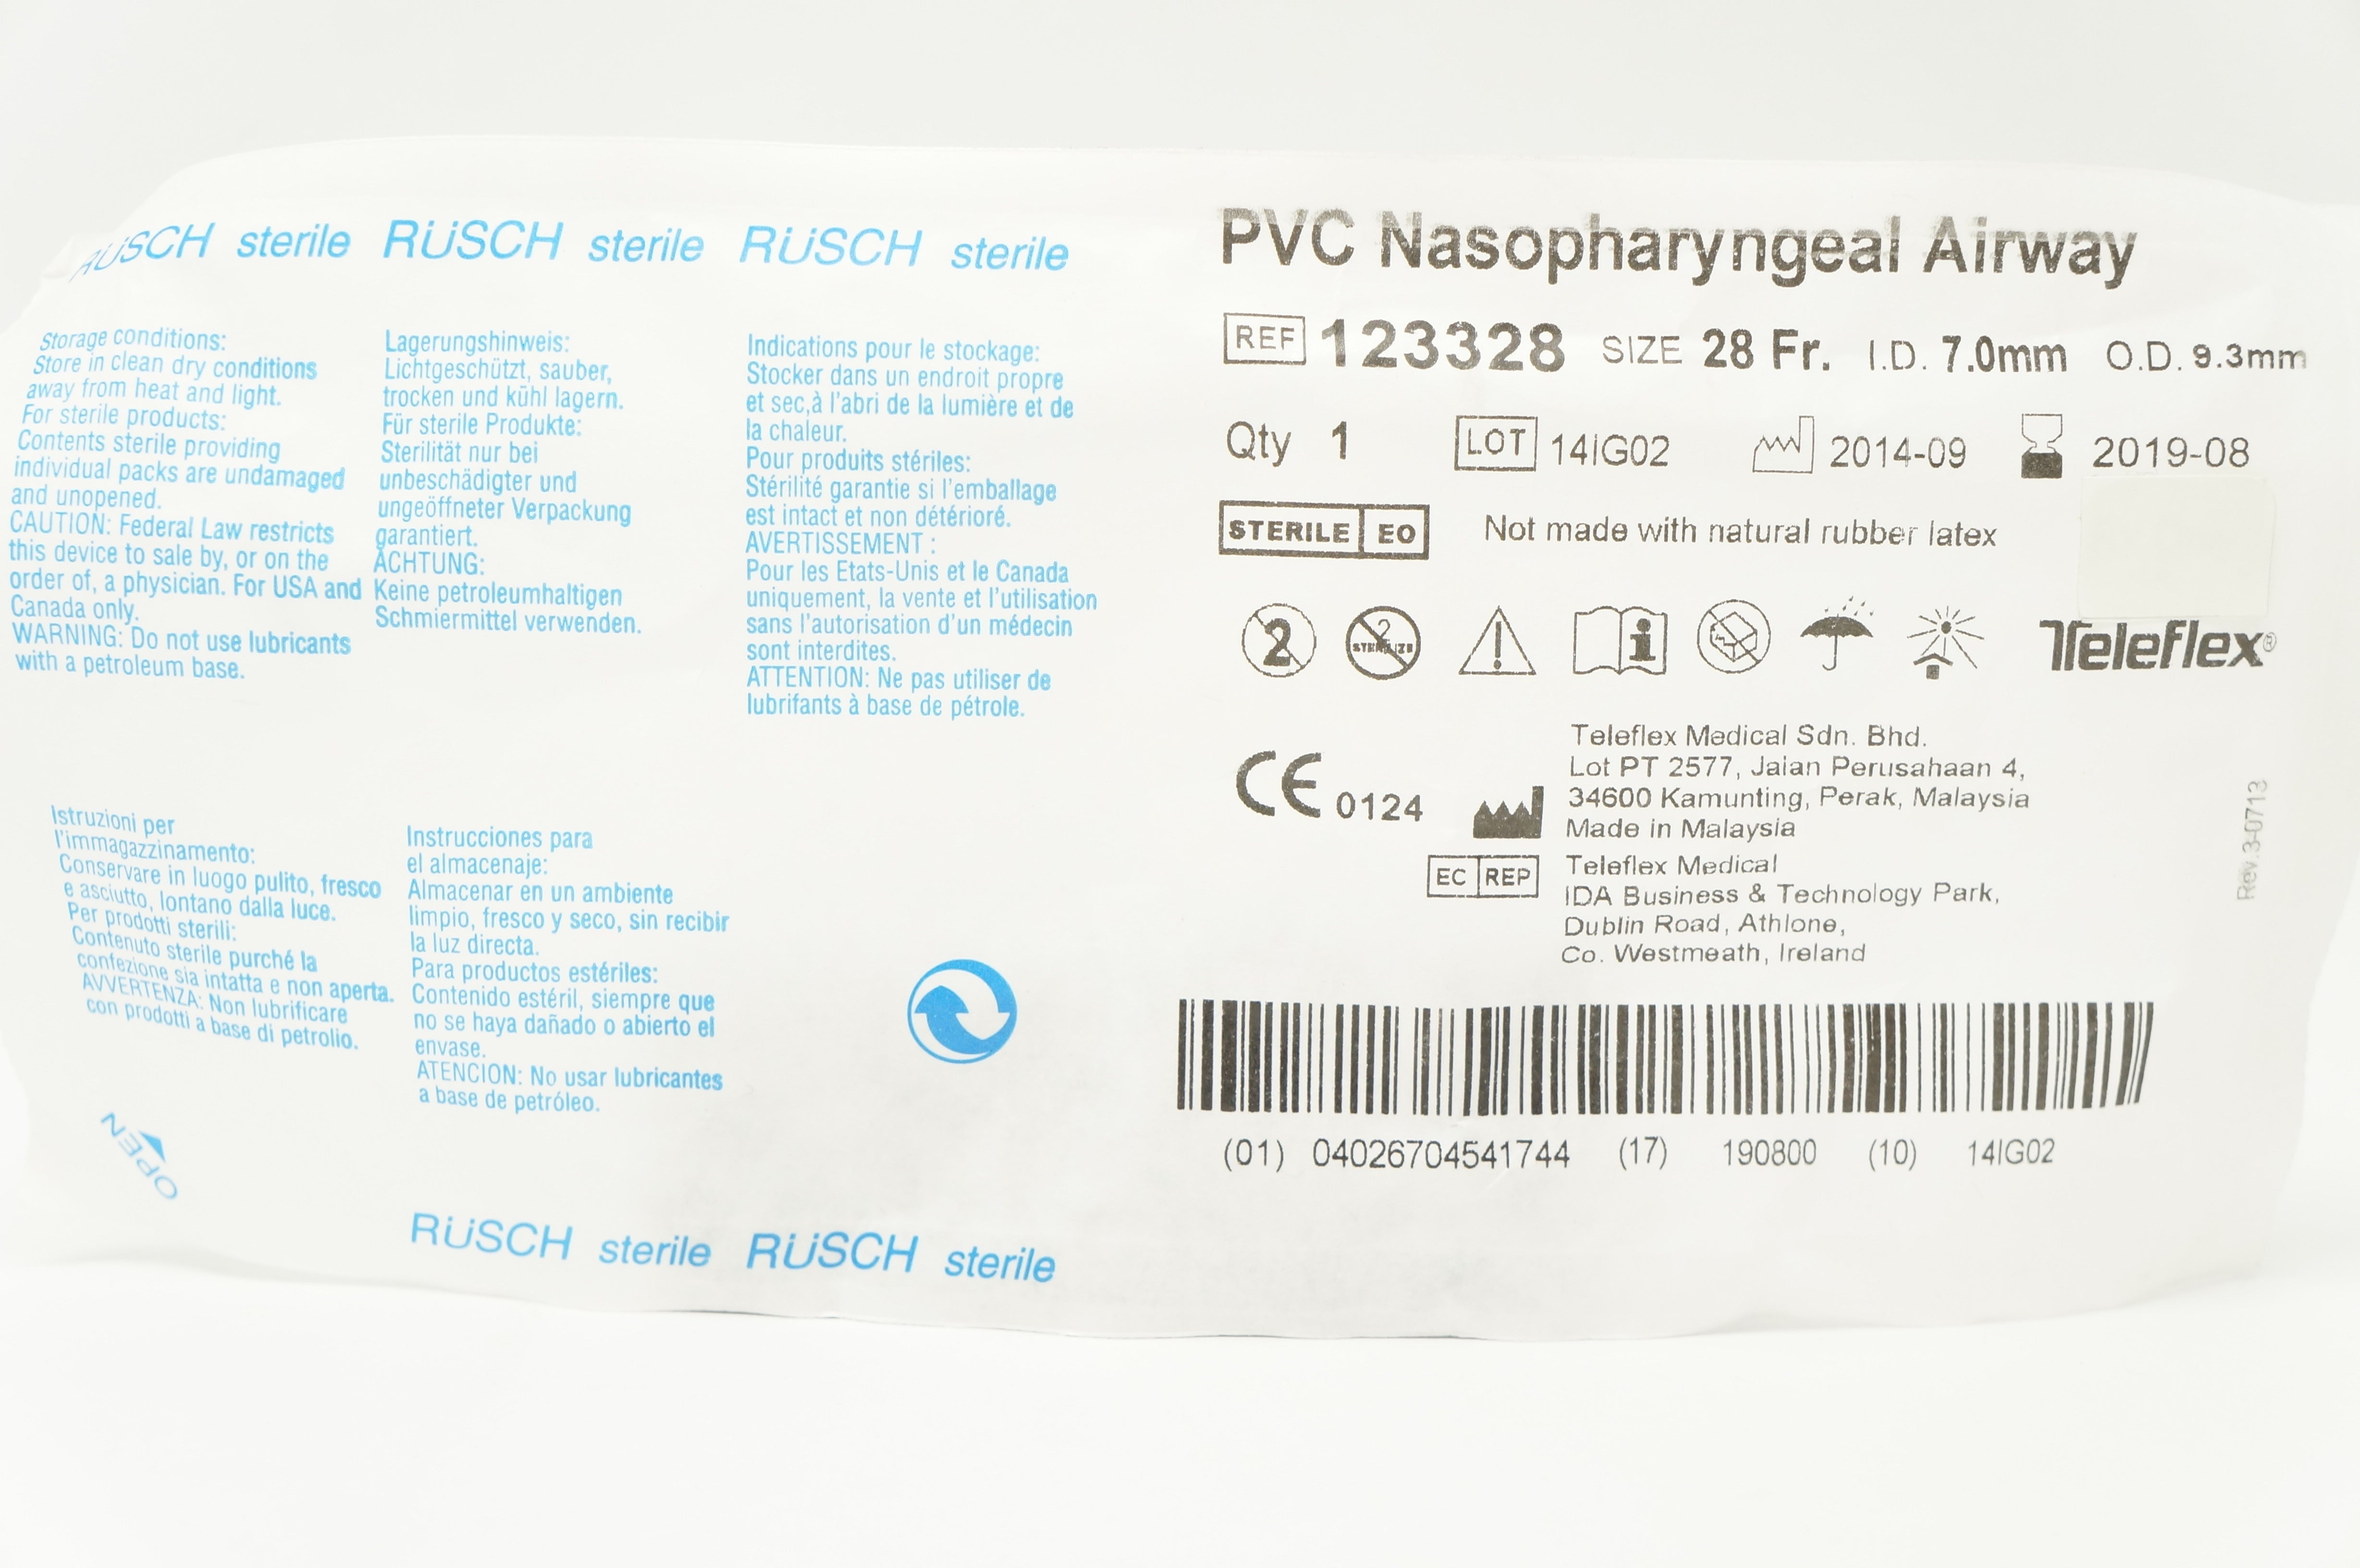 RÜSCH sterile RÜSCH sterile RÜSCH sterile
Storage conditions:
Store in clean dry conditions
away from heat and light.
For sterile products:
Contents sterile providing
individual packs are undamaged
and unopened.
CAUTION: Federal Law restricts
this device to sale by, or on the
order of, a physician. For USA and
Canada only.
WARNING: Do not use lubricants
with a petroleum base.
Lagerungshinweis:
Lichtgeschützt, sauber,
trocken und kühl lagern.
Für sterile Produkte:
Sterilität nur bei
unbeschädigter und
ungeöffneter Verpackung
garantiert.
ACHTUNG:
Keine petroleumhaltigen
Schmiermittel verwenden.
Indications pour le stockage:
Stocker dans un endroit propre
et sec,à l'abri de la lumière et de
la chaleur.
Pour produits stériles:
Stérilité garantie si l'emballage
est intact et non détérioré.
AVERTISSEMENT :
Pour les Etats-Unis et le Canada
uniquement, la vente et l'utilisation
sans l'autorisation d'un médecin
sont interdites.
ATTENTION: Ne pas utiliser de
lubrifants à base de pétrole.
Istruzioni per
l'immagazzinamento:
Conservare in luogo pulito, fresco
e asciutto, lontano dalla luce.
Per prodotti sterili:
Contenuto sterile purché la
confezione sia intatta e non aperta.
AVVERTENZA: Non lubrificare
con prodotti a base di petrolio.
Instrucciones para
el almacenaje:
Almacenar en un ambiente
limpio, fresco y seco, sin recibir
la luz directa.
Para productos estériles:
Contenido estéril, siempre que
no se haya dañado o abierto el
envase.
ATENCION: No usar lubricantes
a base de petróleo.
OPEN
RÜSCH sterile RÜSCH sterile
PVC Nasopharyngeal Airway
REF 123328 SIZE 28 Fr. I.D. 7.0mm O.D. 9.3mm
Qty 1 LOT 14IG02 2014-09 2019-08
STERILE EO Not made with natural rubber latex
2 STERILIZE Teleflex®
CE 0124
Teleflex Medical Sdn. Bhd.
Lot PT 2577, Jalan Perusahaan 4,
34600 Kamunting, Perak, Malaysia
Made in Malaysia
EC REP Teleflex Medical
IDA Business & Technology Park,
Dublin Road, Athlone,
Co. Westmeath, Ireland
Rev.3-0713
(01) 04026704541744 (17) 190800 (10) 14IG02